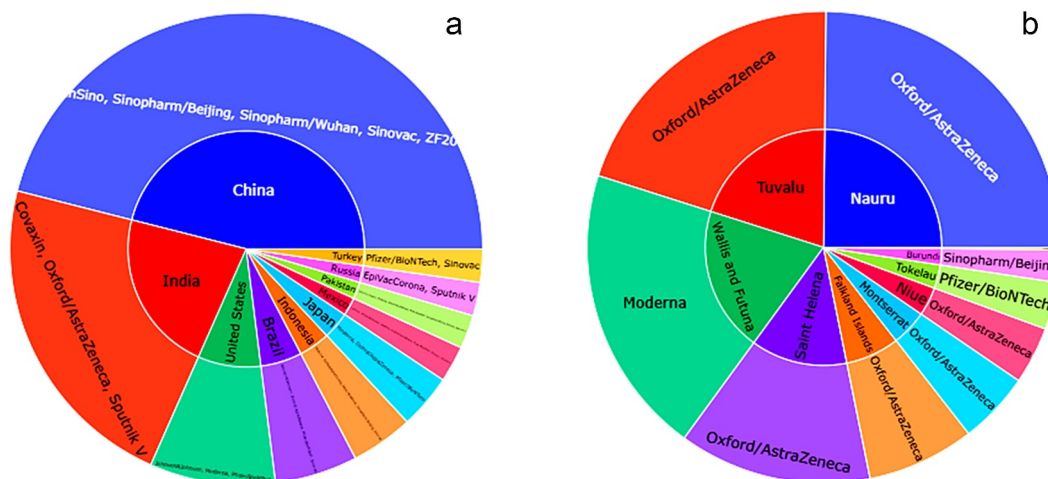 a
nSino, Sinopharm/Beijing, Sinopharm/Wuhan, Sinovac, ZF20
China
India
Covaxin, Oxford/AstraZeneca, Sputnik V
United States
Brazil
Indonesia
Japan
Mexico
Pakistan
Russia
EpiVacCorona, Sputnik V
Turkey
Pfizer/BioNTech, Sinovac
b
Oxford/AstraZeneca
Nauru
Oxford/AstraZeneca
Tuvalu
Wallis and Futuna
Moderna
Saint Helena
Oxford/AstraZeneca
Falkland Islands
Oxford/AstraZeneca
Montserrat
Oxford/AstraZeneca
Niue
Oxford/AstraZeneca
Tokelau
Pfizer/BioNTech
Burundi
Sinopharm/Beijin